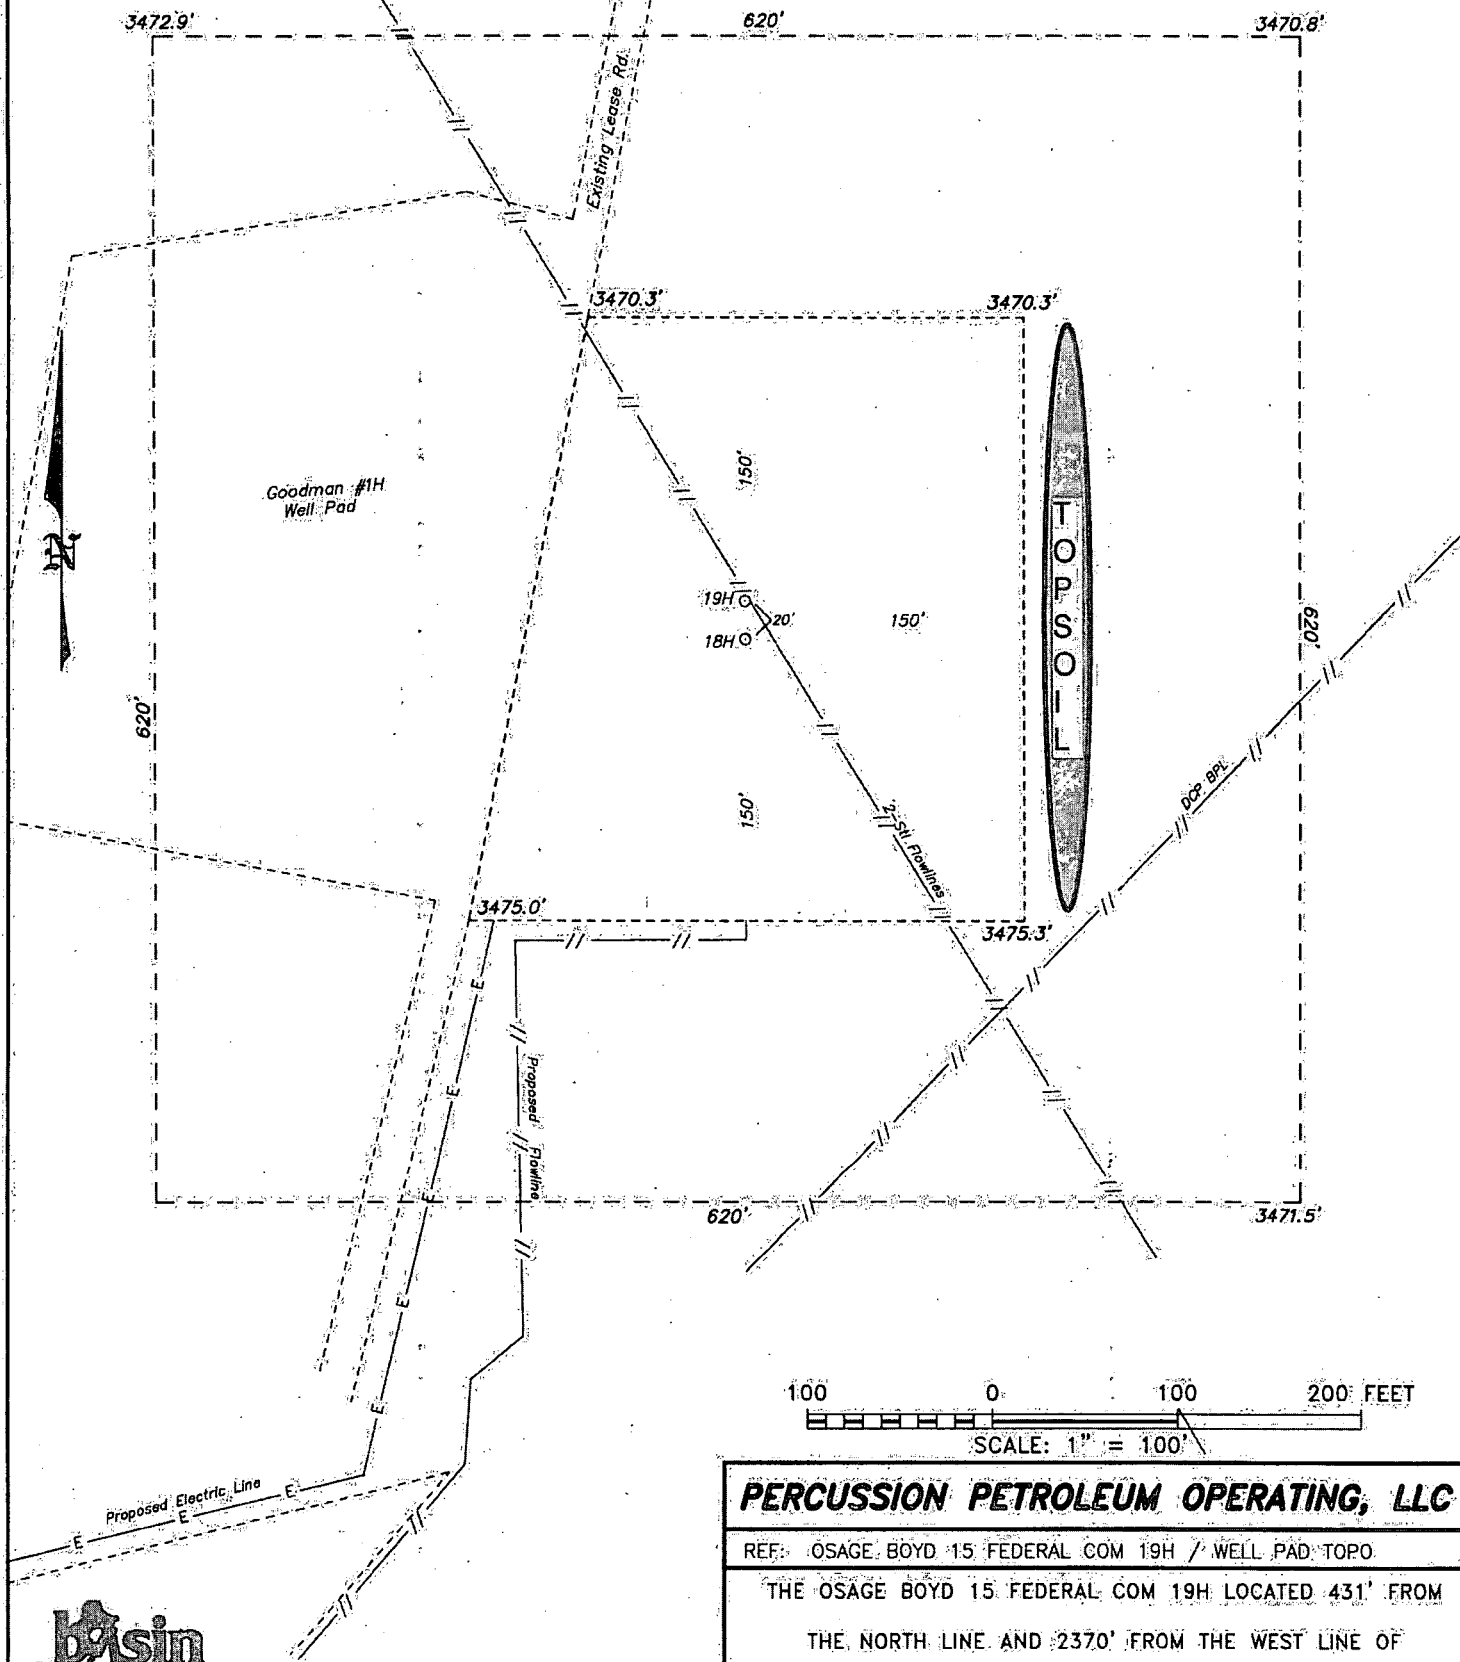 3472.9' 620' 3470.8'
Existing Lease Rd.
3470.3' 3470.3'
Goodman #1H
Well Pad
150'
TOPSOIL
N
19H
20' 150'
18H
620'
620'
DCP BPL
150'
2-Stl. Flowlines
3475.0'
3475.3'
Proposed Flowline
E
E
E
620' 3471.5'
E
100 0 100 200 FEET
E
SCALE: 1" = 100'
Proposed Electric Line
E
E
E
PERCUSSION PETROLEUM OPERATING, LLC
REF: OSAGE BOYD 15 FEDERAL COM 19H / WELL PAD TOPO
THE OSAGE BOYD 15 FEDERAL COM 19H LOCATED 431' FROM
THE NORTH LINE AND 2370' FROM THE WEST LINE OF
basin